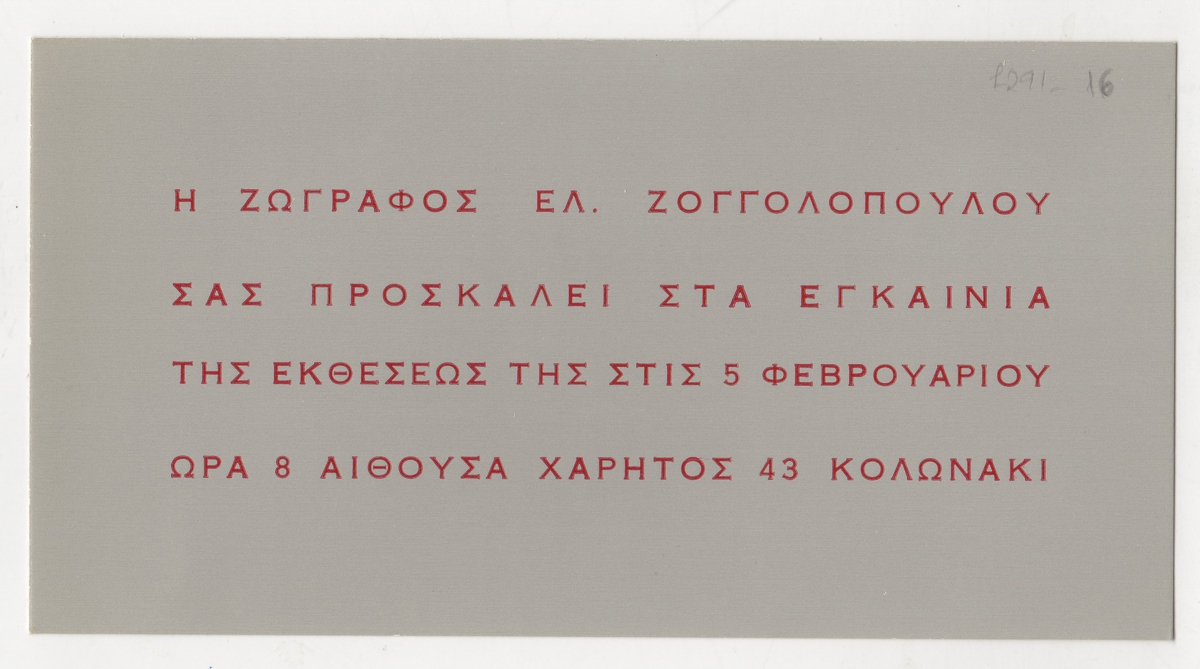 16
Η ΖΩΓΡΑΦΟΣ ΕΛ. ΖΟΓΓΟΛΟΠΟΥΛΟΥ
ΣΑΣ ΠΡΟΣΚΑΛΕΙ ΣΤΑ ΕΓΚΑΙΝΙΑ
ΤΗΣ ΕΚΘΕΣΕΩΣ ΤΗΣ ΣΤΙΣ 5 ΦΕΒΡΟΥΑΡΙΟΥ
ΩΡΑ 8 ΑΙΘΟΥΣΑ ΧΑΡΗΤΟΣ 43 ΚΟΛΩΝΑΚΙ